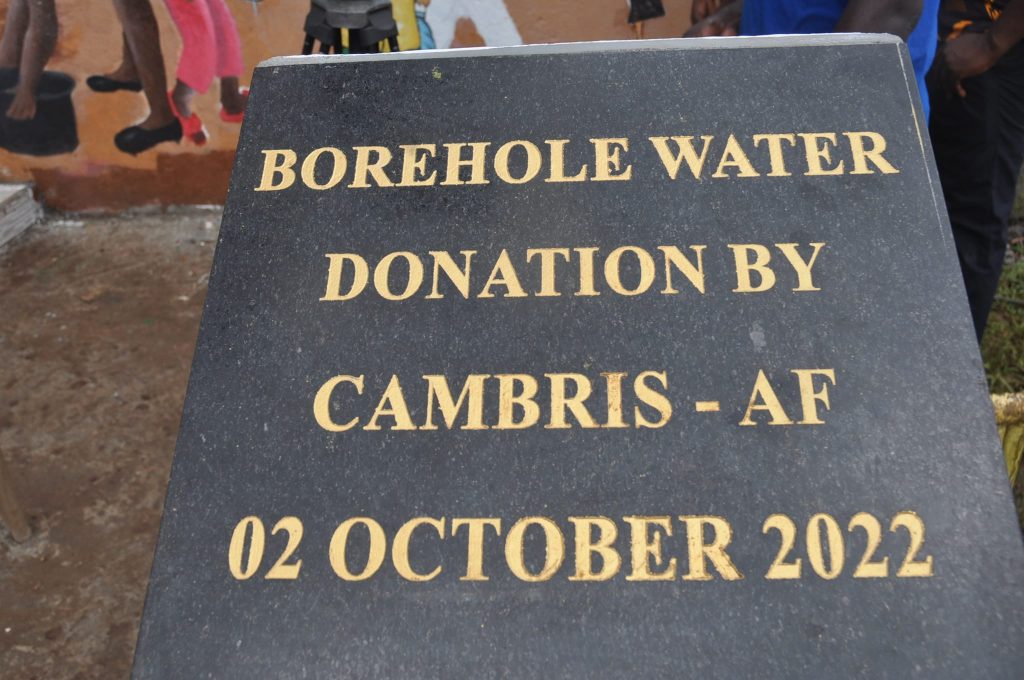 BOREHOLE WATER
DONATION BY
CAMBRIS - AF
02 OCTOBER 2022